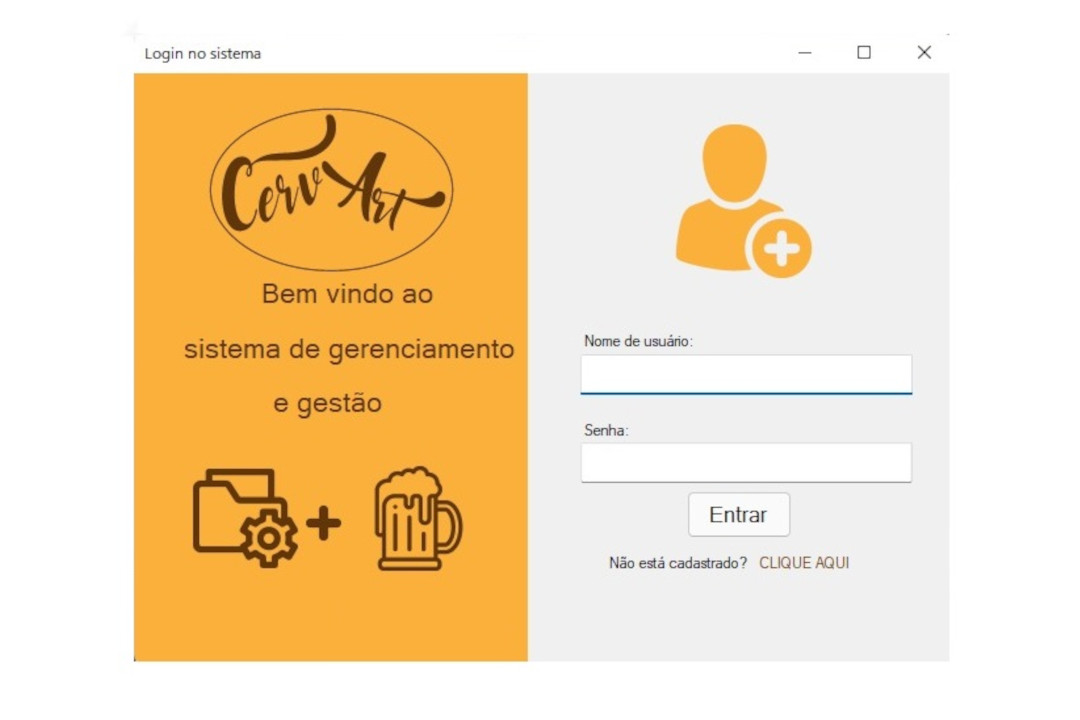 Login no sistema
CervArt
Bem vindo ao
sistema de gerenciamento
e gestão
Nome de usuário:
Senha:
Entrar
Não está cadastrado? CLIQUE AQUI